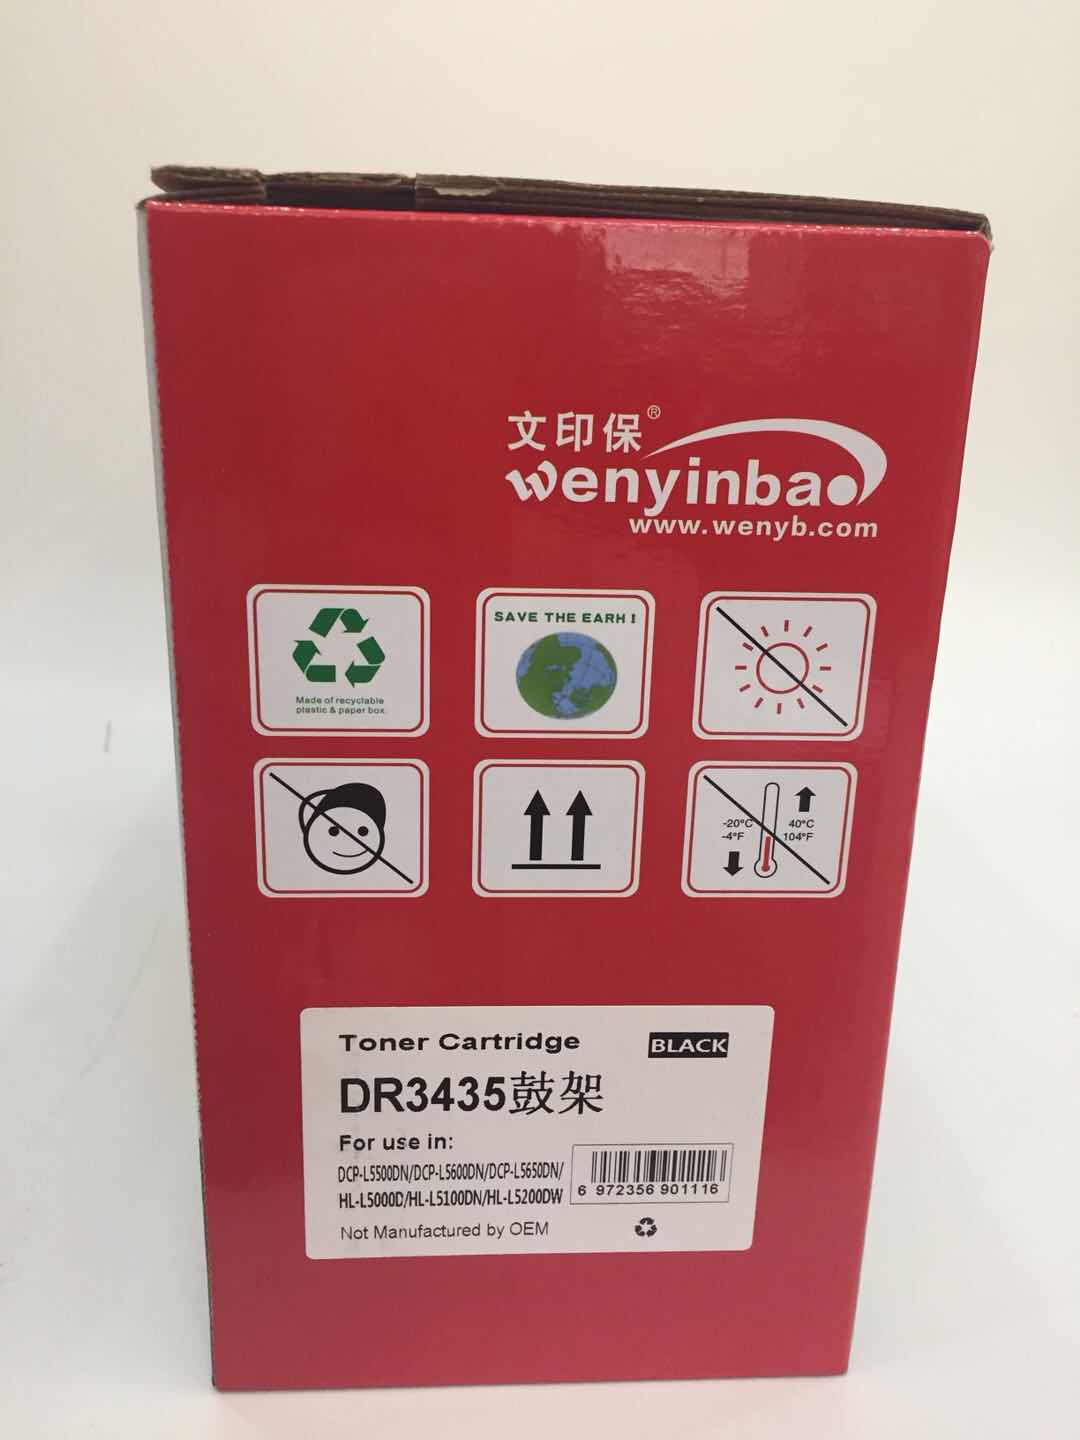 文印保®
wenyinbao
www.wenyb.com
Made of recyclable
plastic & paper box.
SAVE THE EARH !
-20°C
-4°F
40°C
104°F
Toner Cartridge
BLACK
DR3435鼓架
For use in:
DCP-L5500DN/DCP-L5600DN/DCP-L5650DN/
HL-L5000D/HL-L5100DN/HL-L5200DW
6 972356 901116
Not Manufactured by OEM